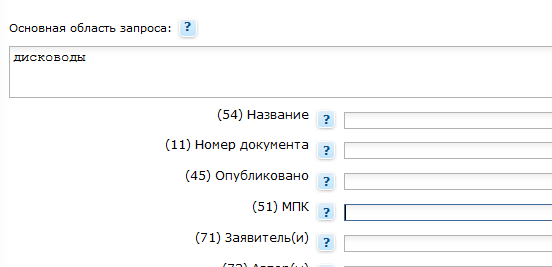 Основная область запроса: ?
дисководы
(54) Название ?
(11) Номер документа ?
(45) Опубликовано ?
(51) МПК ?
(71) Заявитель(и) ?